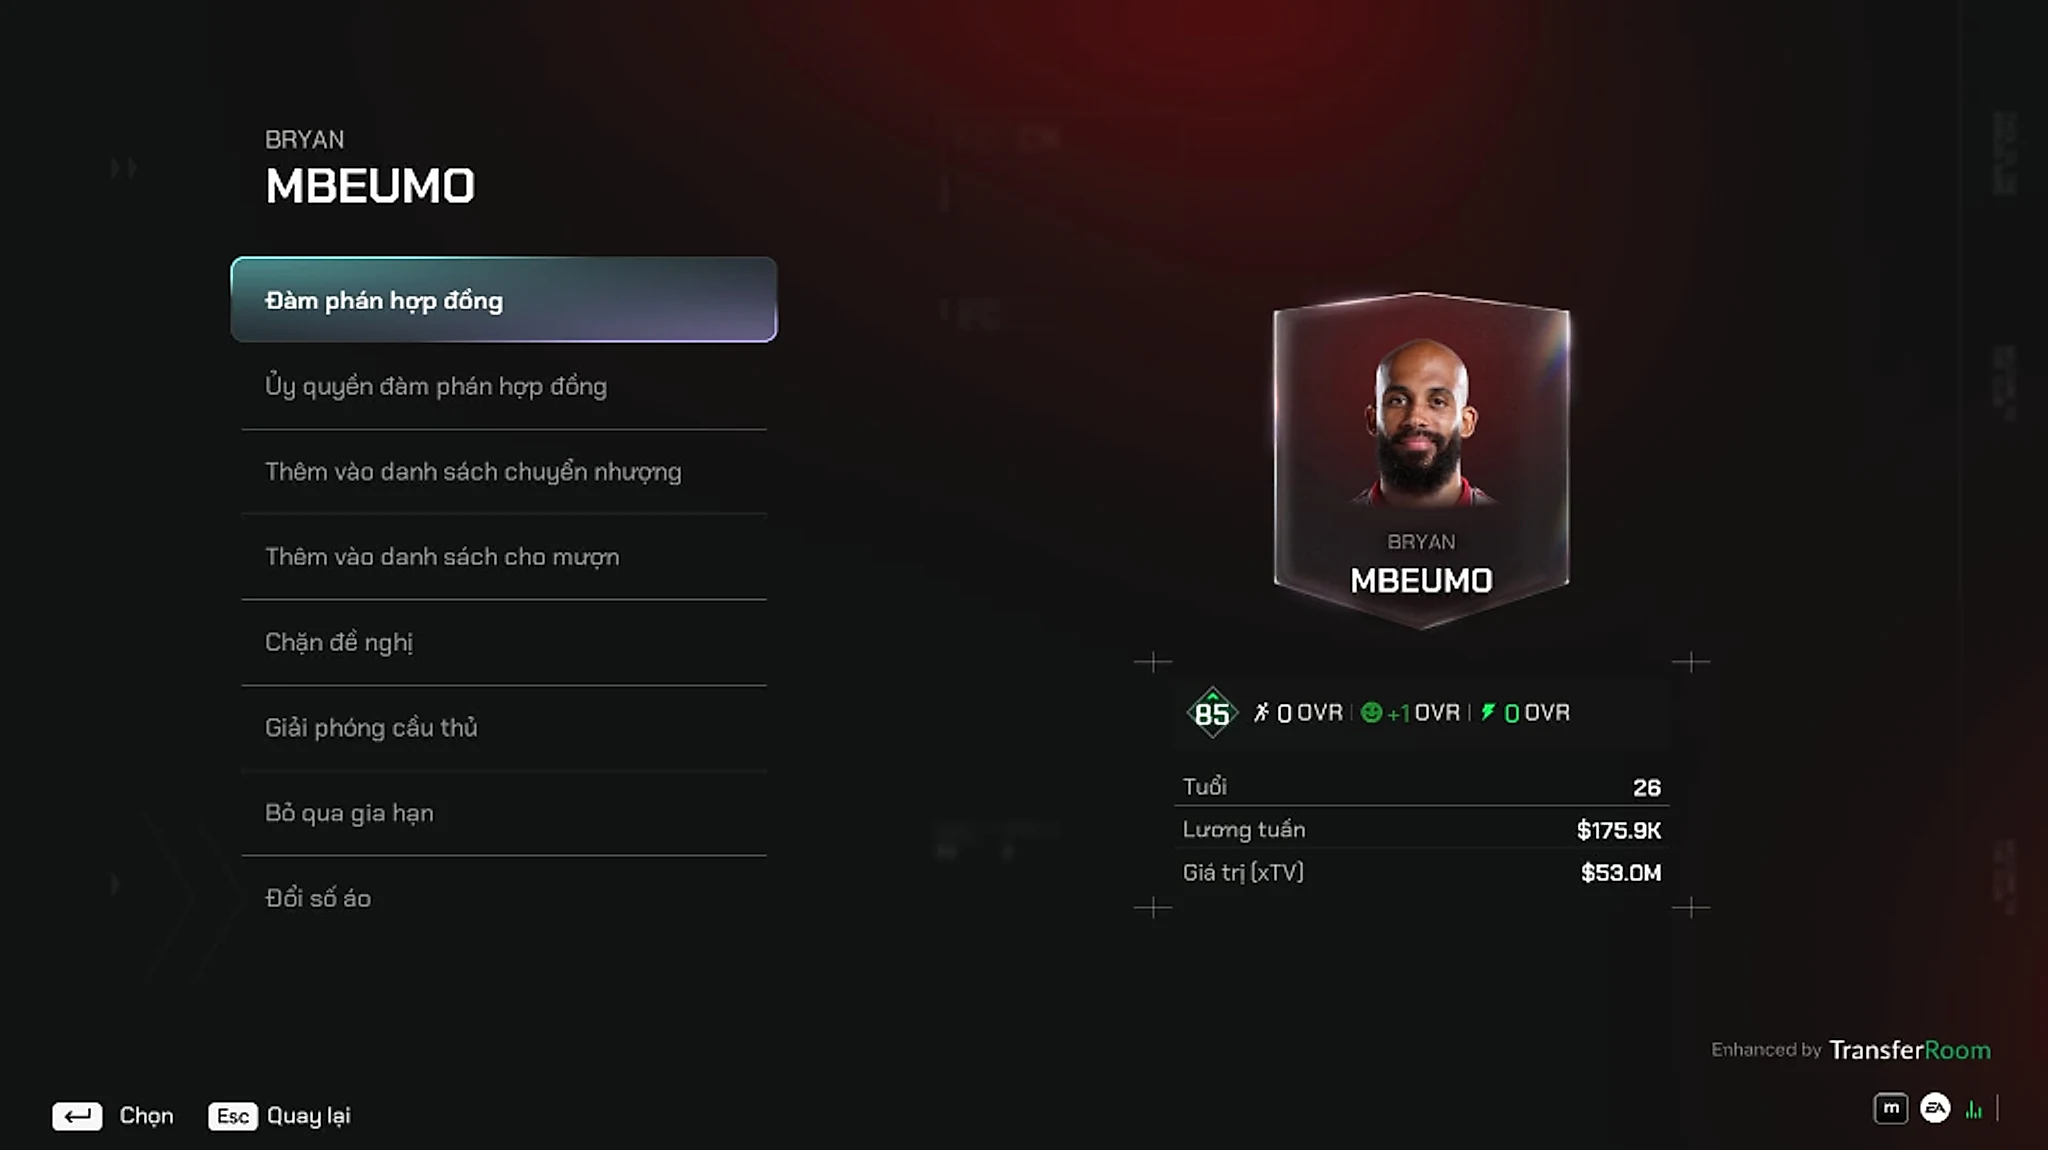 BRYAN
MBEUMO
Đàm phán hợp đồng
Ủy quyền đàm phán hợp đồng
Thêm vào danh sách chuyển nhượng
Thêm vào danh sách cho mượn
Chặn đề nghị
Giải phóng cầu thủ
Bỏ qua gia hạn
Đổi số áo
BRYAN
MBEUMO
85 0 OVR +1 OVR 0 OVR
Tuổi 26
Lương tuần $175.9K
Giá trị (xTV) $53.0M
Enhanced by TransferRoom
Chọn Esc Quay lại
m EA